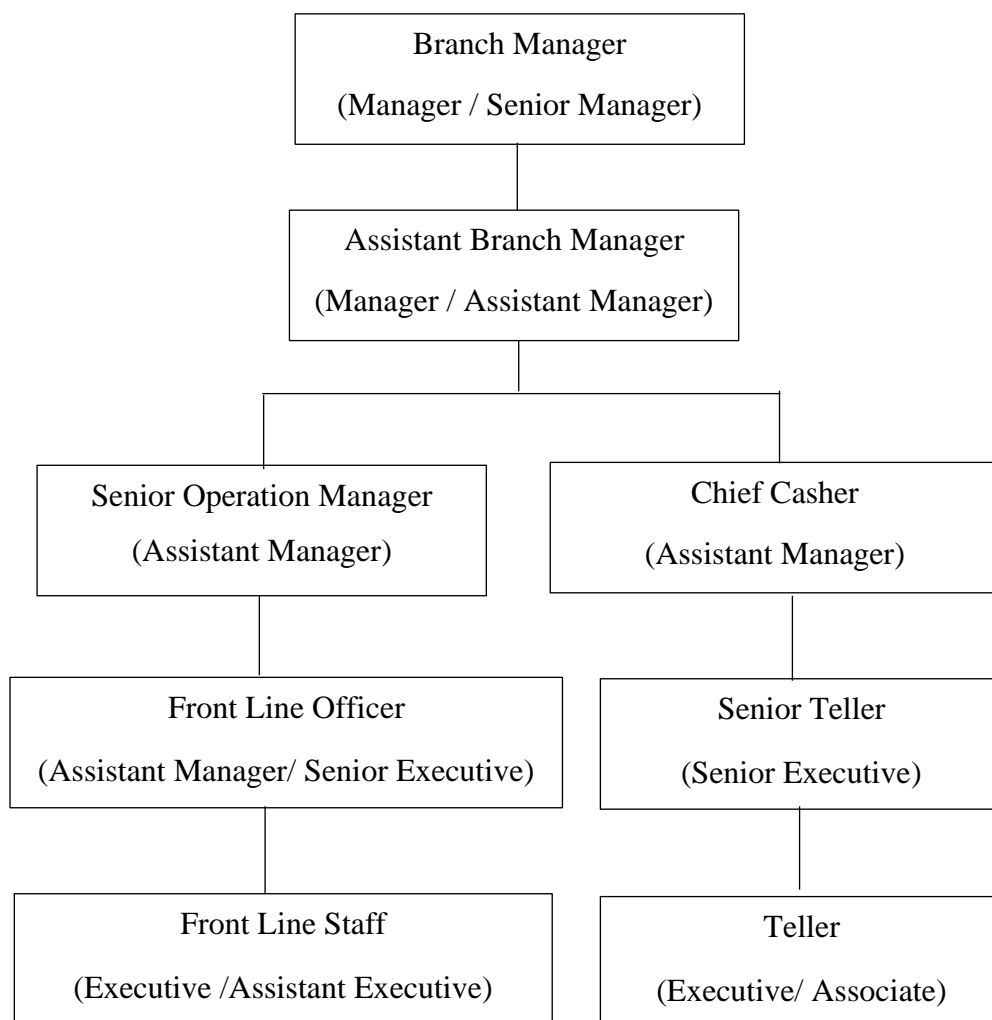 Branch Manager
(Manager / Senior Manager)
Assistant Branch Manager
(Manager / Assistant Manager)
Senior Operation Manager
(Assistant Manager)
Chief Casher
(Assistant Manager)
Front Line Officer
(Assistant Manager/ Senior Executive)
Senior Teller
(Senior Executive)
Front Line Staff
(Executive /Assistant Executive)
Teller
(Executive/ Associate)